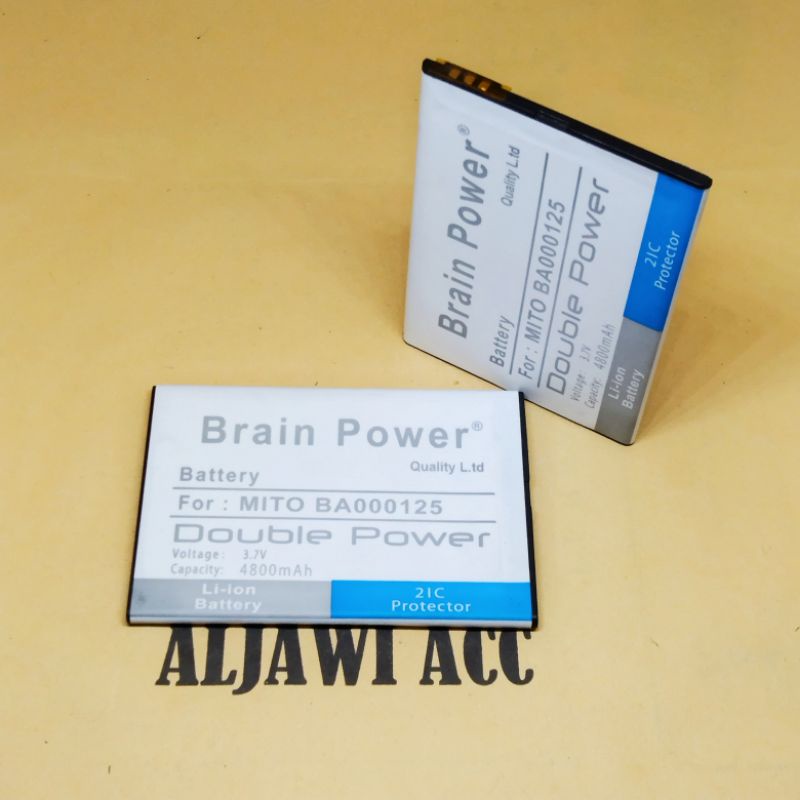 Brain Power®
Quality L.td
Battery
For : MITO BA000125
Double Power
Voltage: 3.7V
Capacity: 4800mAh
Li-ion
Battery
2IC
Protector
Brain Power®
Quality L.td
Battery
For : MITO BA000125
Double Power
Voltage : 3.7V
Capacity: 4800mAh
Li-ion
Battery
2IC
Protector
ALJAWI ACC